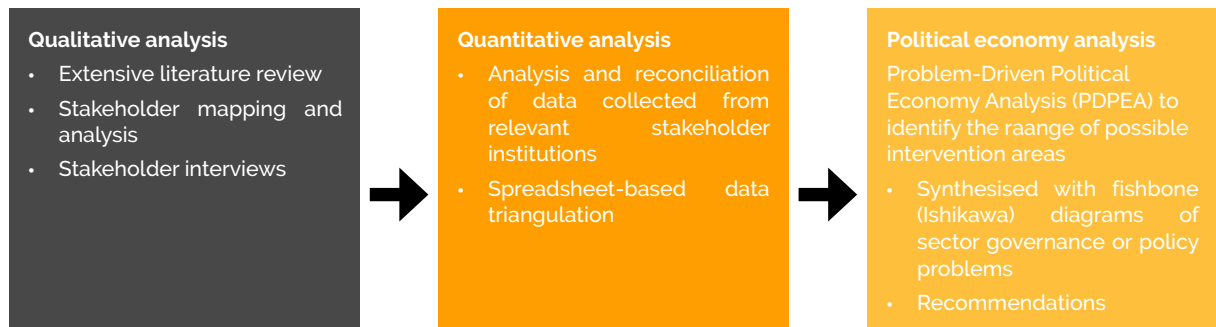 Qualitative analysis
• Extensive literature review
• Stakeholder mapping and
analysis
• Stakeholder interviews
Quantitative analysis
• Analysis and reconciliation
of data collected from
relevant stakeholder
institutions
• Spreadsheet-based data
triangulation
Political economy analysis
Problem-Driven Political
Economy Analysis (PDPEA) to
identify the raange of possible
intervention areas
• Synthesised with fishbone
(Ishikawa) diagrams of
sector governance or policy
problems
• Recommendations